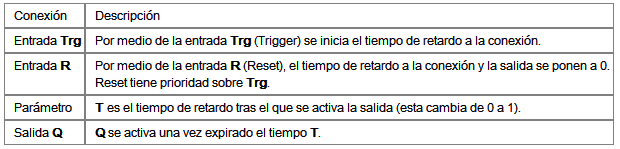 Conexión Descripción
Entrada Trg Por medio de la entrada Trg (Trigger) se inicia el tiempo de retardo a la conexión.
Entrada R Por medio de la entrada R (Reset), el tiempo de retardo a la conexión y la salida se ponen a 0.
Reset tiene prioridad sobre Trg.
Parámetro T es el tiempo de retardo tras el que se activa la salida (esta cambia de 0 a 1).
Salida Q Q se activa una vez expirado el tiempo T.